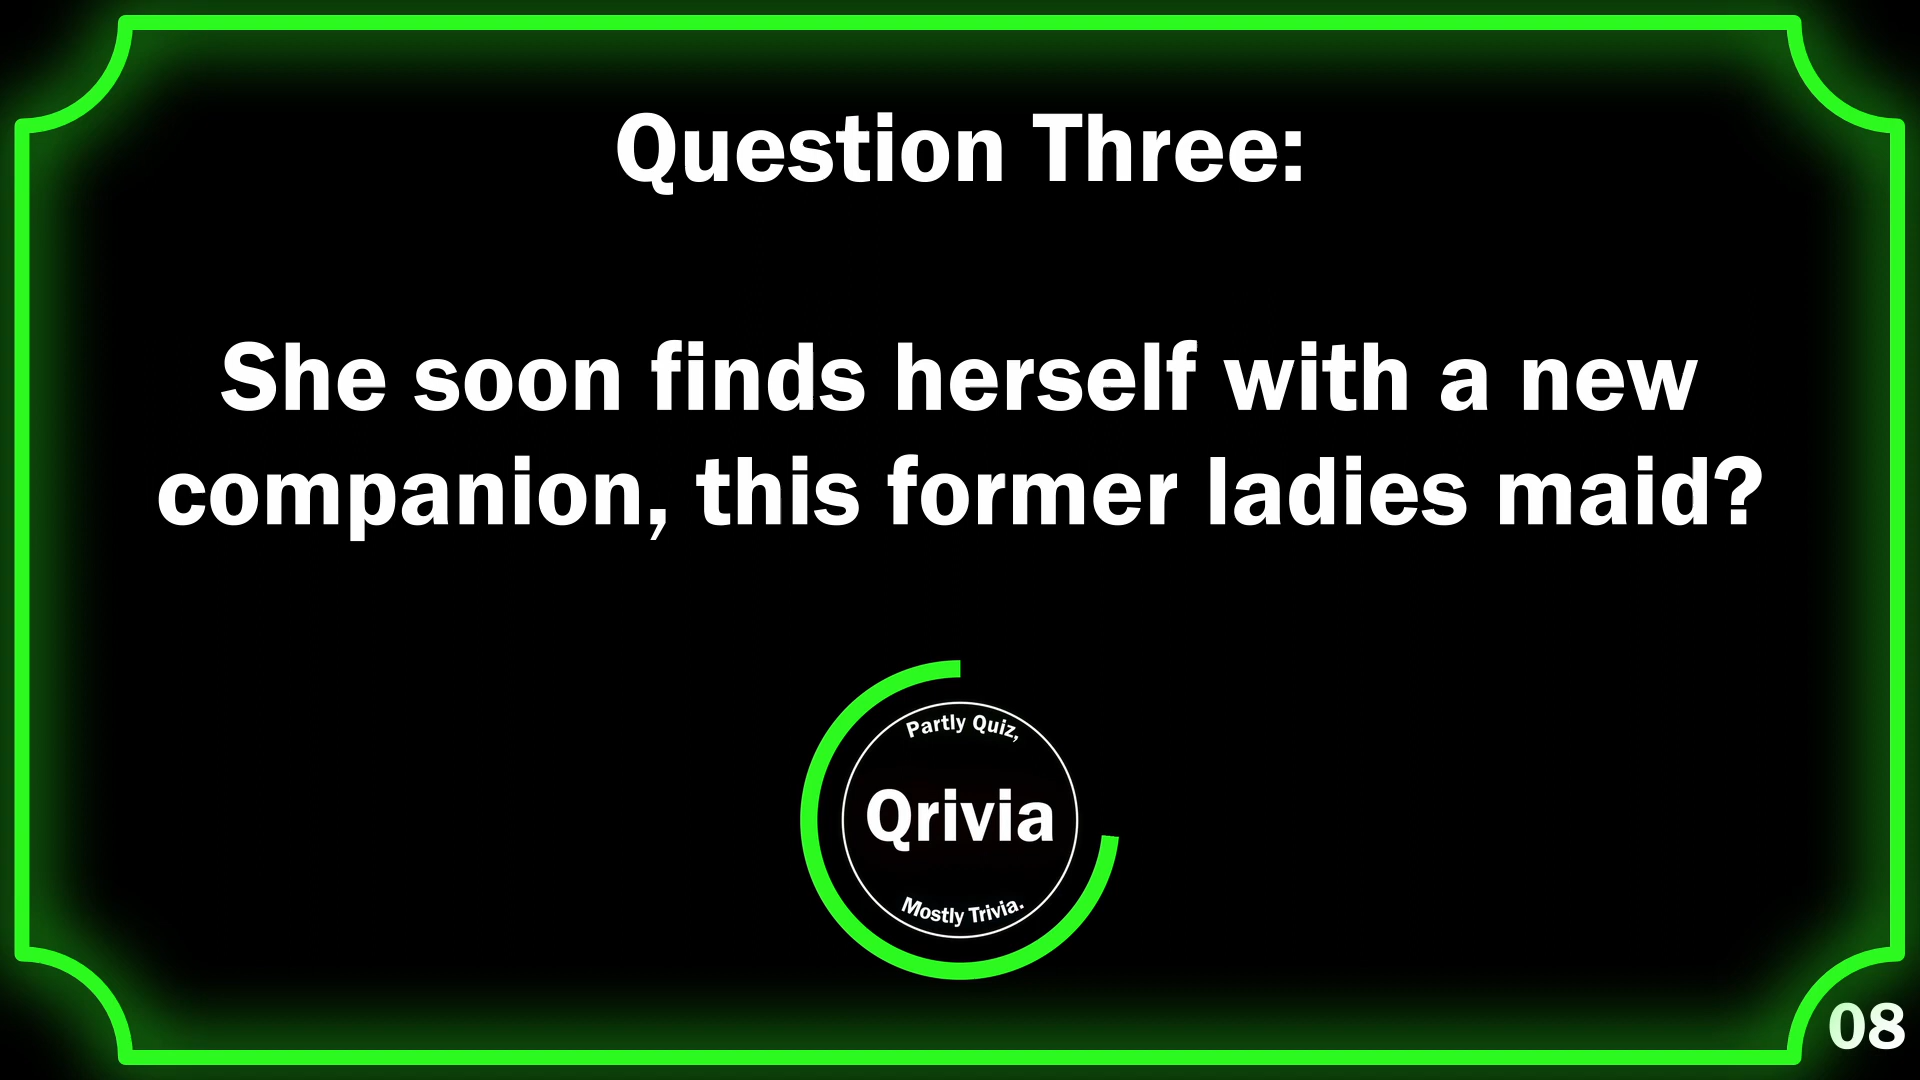 Question Three:
She soon finds herself with a new
companion, this former ladies maid?
Partly Quiz,
Qrivia
Mostly Trivia.
08